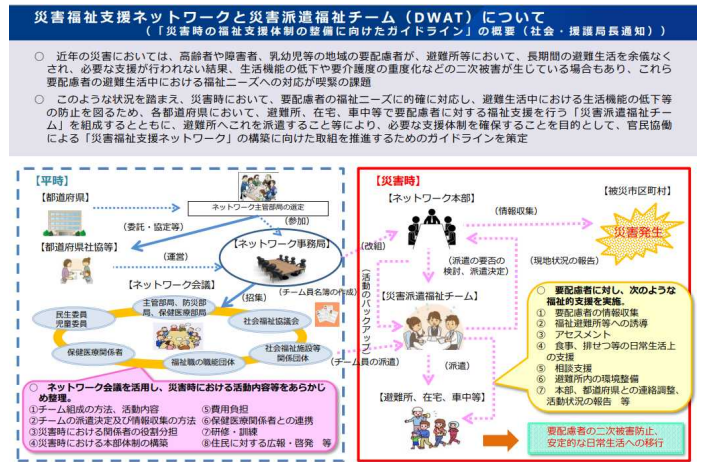 災害福祉支援ネットワークと災害派遣福祉チーム（DWAT）について
（「災害時の福祉支援体制の整備に向けたガイドライン」の概要（社会・援護局長通知））
○　近年の災害においては、高齢者や障害者、乳幼児等の地域の要配慮者が、避難所等において、長期間の避難生活を余儀なく
され、必要な支援が行われない結果、生活機能の低下や要介護度の重度化などの二次被害が生じている場合もあり、これら
要配慮者の避難生活中における福祉ニーズへの対応が喫緊の課題
○　このような状況を踏まえ、災害時において、要配慮者の福祉ニーズに的確に対応し、避難生活中における生活機能の低下等
の防止を図るため、各都道府県において、避難所、在宅、車中等で要配慮者に対する福祉支援を行う「災害派遣福祉チー
ム」を組成するとともに、避難所へこれを派遣すること等により、必要な支援体制を確保することを目的として、官民協働
による「災害福祉支援ネットワーク」の構築に向けた取組を推進するためのガイドラインを策定
【平時】
【都道府県】
ネットワーク主管部局の選定
（委託・協定等）
（参加）
【都道府県社協等】
（運営）
【ネットワーク事務局】
【ネットワーク会議】
（招集）
（チーム員名簿の作成）
主管部局、防災部
局、保健医療部局
民生委員
児童委員
社会福祉協議会
保健医療関係者
福祉職の職能団体
社会福祉施設等
関係団体
○　ネットワーク会議を活用し、災害時における活動内容等をあらかじ
め整理。
①チーム組成の方法、活動内容　⑤費用負担
②チームの派遣決定及び情報収集の方法　⑥保健医療関係者との連携
③災害時における関係者の役割分担　⑦研修・訓練
④災害時における本部体制の構築　⑧住民に対する広報・啓発　等
【災害時】
【ネットワーク本部】
【被災市区町村】
（情報収集）
災害発生
（改組）
（派遣の要否の
検討、派遣決定）
（現地状況の報告）
（活動のバックアップ）
【災害派遣福祉チーム】
（チーム員の派遣）
（派遣）
【避難所、在宅、車中等】
○　要配慮者に対し、次のような
福祉的支援を実施。
①　要配慮者の情報収集
②　福祉避難所等への誘導
③　アセスメント
④　食事、排せつ等の日常生活上
の支援
⑤　相談支援
⑥　避難所内の環境整備
⑦　本部、都道府県との連絡調整、
活動状況の報告　等
要配慮者の二次被害防止、
安定的な日常生活への移行